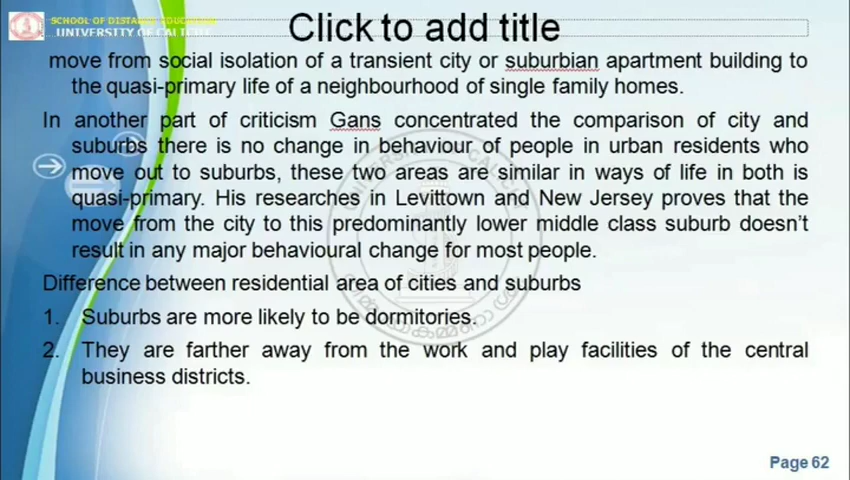 SCHOOL OF DISTANCE EDUCATION
UNIVERSITY OF CALICUT
Click to add title
move from social isolation of a transient city or suburbian apartment building to
the quasi-primary life of a neighbourhood of single family homes.
In another part of criticism Gans concentrated the comparison of city and
suburbs there is no change in behaviour of people in urban residents who
move out to suburbs, these two areas are similar in ways of life in both is
quasi-primary. His researches in Levittown and New Jersey proves that the
move from the city to this predominantly lower middle class suburb doesn't
result in any major behavioural change for most people.
Difference between residential area of cities and suburbs
1. Suburbs are more likely to be dormitories.
2. They are farther away from the work and play facilities of the central
business districts.
Page 62